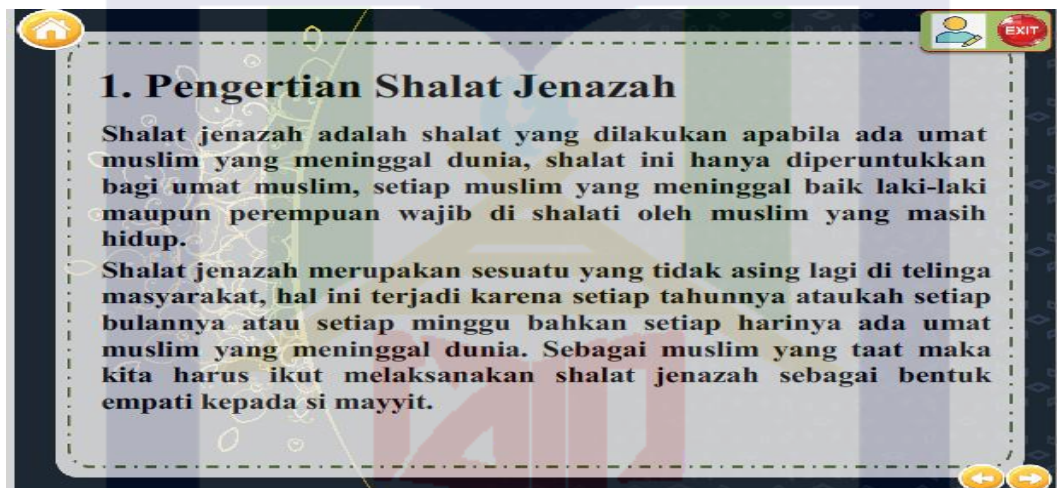 EXIT
1. Pengertian Shalat Jenazah
Shalat jenazah adalah shalat yang dilakukan apabila ada umat
muslim yang meninggal dunia, shalat ini hanya diperuntukkan
bagi umat muslim, setiap muslim yang meninggal baik laki-laki
maupun perempuan wajib di shalati oleh muslim yang masih
hidup.
Shalat jenazah merupakan sesuatu yang tidak asing lagi di telinga
masyarakat, hal ini terjadi karena setiap tahunnya ataukah setiap
bulannya atau setiap minggu bahkan setiap harinya ada umat
muslim yang meninggal dunia. Sebagai muslim yang taat maka
kita harus ikut melaksanakan shalat jenazah sebagai bentuk
empati kepada si mayyit.